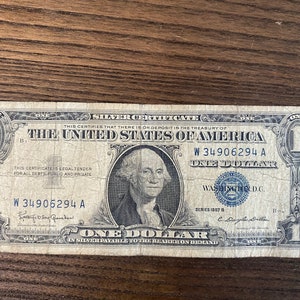 ONE SILVER CERTIFICATE ONE
THIS CERTIFIES THAT THERE IS ON DEPOSIT IN THE TREASURY OF
THE UNITED STATES OF AMERICA
B
W 34906294 A
ONE DOLLAR
THIS CERTIFICATE IS LEGAL TENDER
FOR ALL DEBTS PUBLIC AND PRIVATE
WASHINGTON, D.C.
W 34906294 A
SERIES 1957 B
ONE DOLLAR
IN SILVER PAYABLE TO THE BEARER ON DEMAND